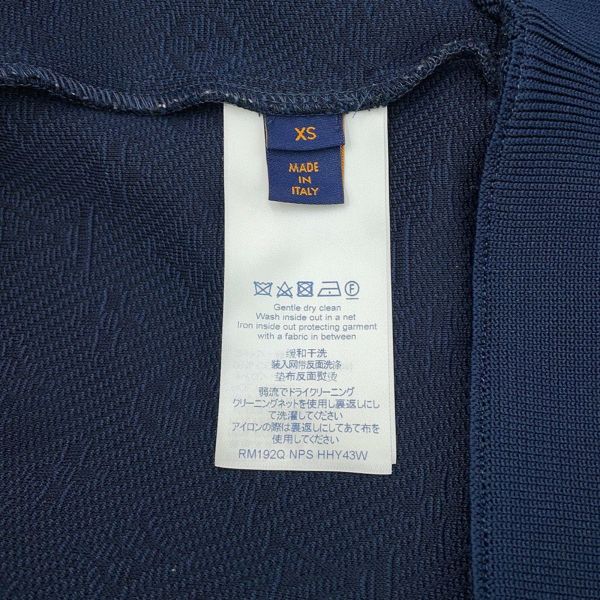 XS
MADE
IN
ITALY
Gentle dry clean
Wash inside out in a net
Iron inside out protecting garment
with a fabric in between
缓和干洗
装入网带反面洗涤
垫布反面熨烫
弱流でドライクリーニング
クリーニングネットを使用し裏返しにし
て洗濯してください
アイロンの際は裏返しにてあて布を
使用してください
RM192Q NPS HHY43W